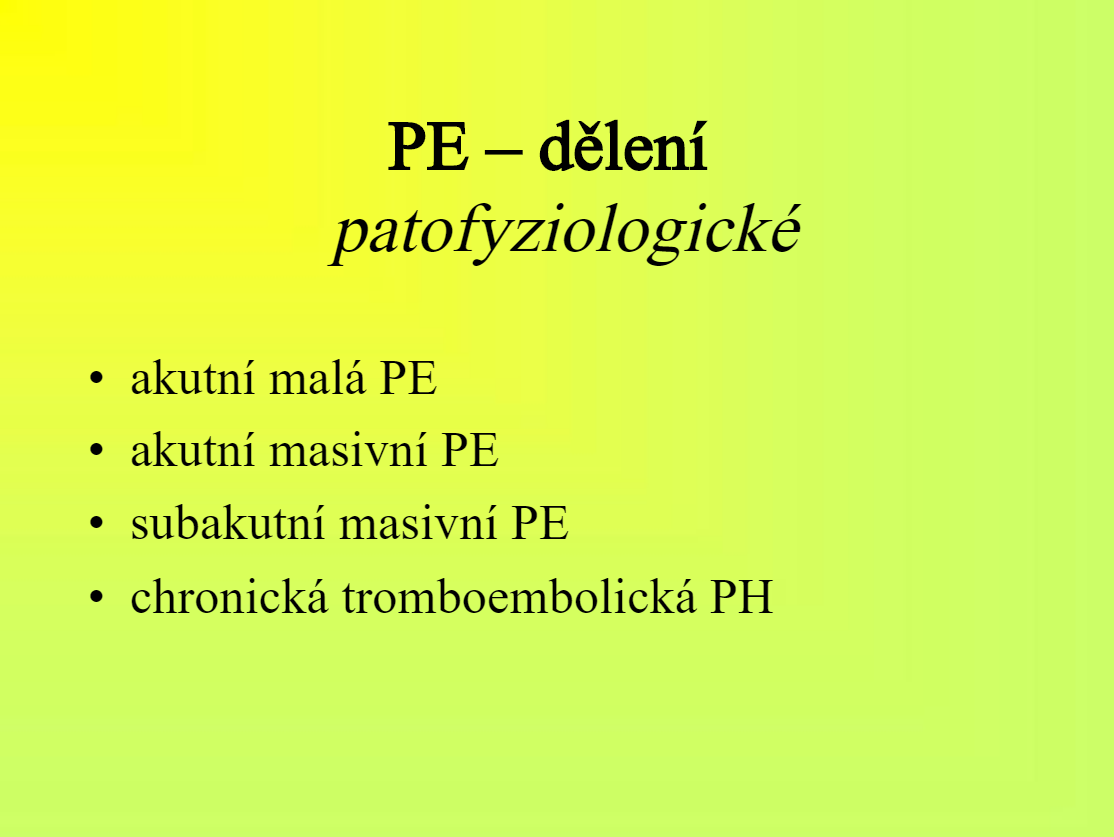 PE – dělení
patofyziologické
• akutní malá PE
• akutní masivní PE
• subakutní masivní PE
• chronická tromboembolická PH